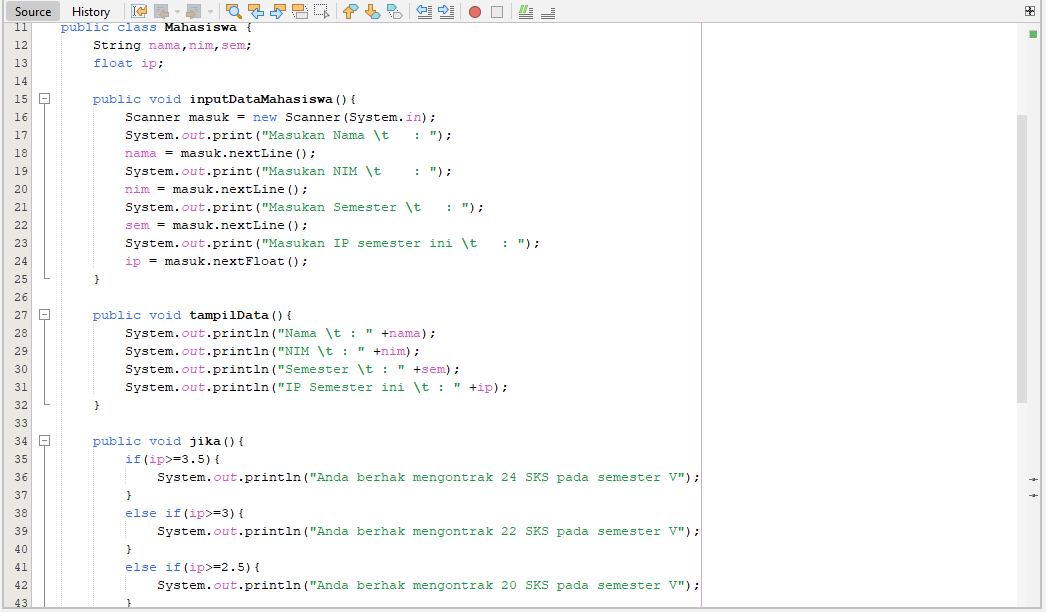 Source History
11 public class Mahasiswa {
12 String nama,nim,sem;
13 float ip;
14
15 public void inputDataMahasiswa(){
16 Scanner masuk = new Scanner(System.in);
17 System.out.print("Masukan Nama \t   : ");
18 nama = masuk.nextLine();
19 System.out.print("Masukan NIM \t    : ");
20 nim = masuk.nextLine();
21 System.out.print("Masukan Semester \t   : ");
22 sem = masuk.nextLine();
23 System.out.print("Masukan IP semester ini \t   : ");
24 ip = masuk.nextFloat();
25 }
26
27 public void tampilData(){
28 System.out.println("Nama \t : " +nama);
29 System.out.println("NIM \t : " +nim);
30 System.out.println("Semester \t : " +sem);
31 System.out.println("IP Semester ini \t : " +ip);
32 }
33
34 public void jika(){
35 if(ip>=3.5){
36 System.out.println("Anda berhak mengontrak 24 SKS pada semester V");
37 }
38 else if(ip>=3){
39 System.out.println("Anda berhak mengontrak 22 SKS pada semester V");
40 }
41 else if(ip>=2.5){
42 System.out.println("Anda berhak mengontrak 20 SKS pada semester V");
43 }